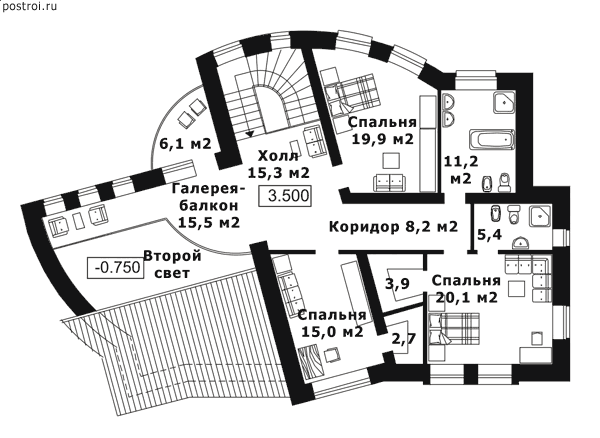 postroi.ru
6,1 м2
Холл
15,3 м2
3.500
Спальня
19,9 м2
11,2
м2
Галерея-
балкон
15,5 м2
Коридор 8,2 м2
5,4
Второй
свет
-0.750
3,9
Спальня
20,1 м2
Спальня
15,0 м2
2,7